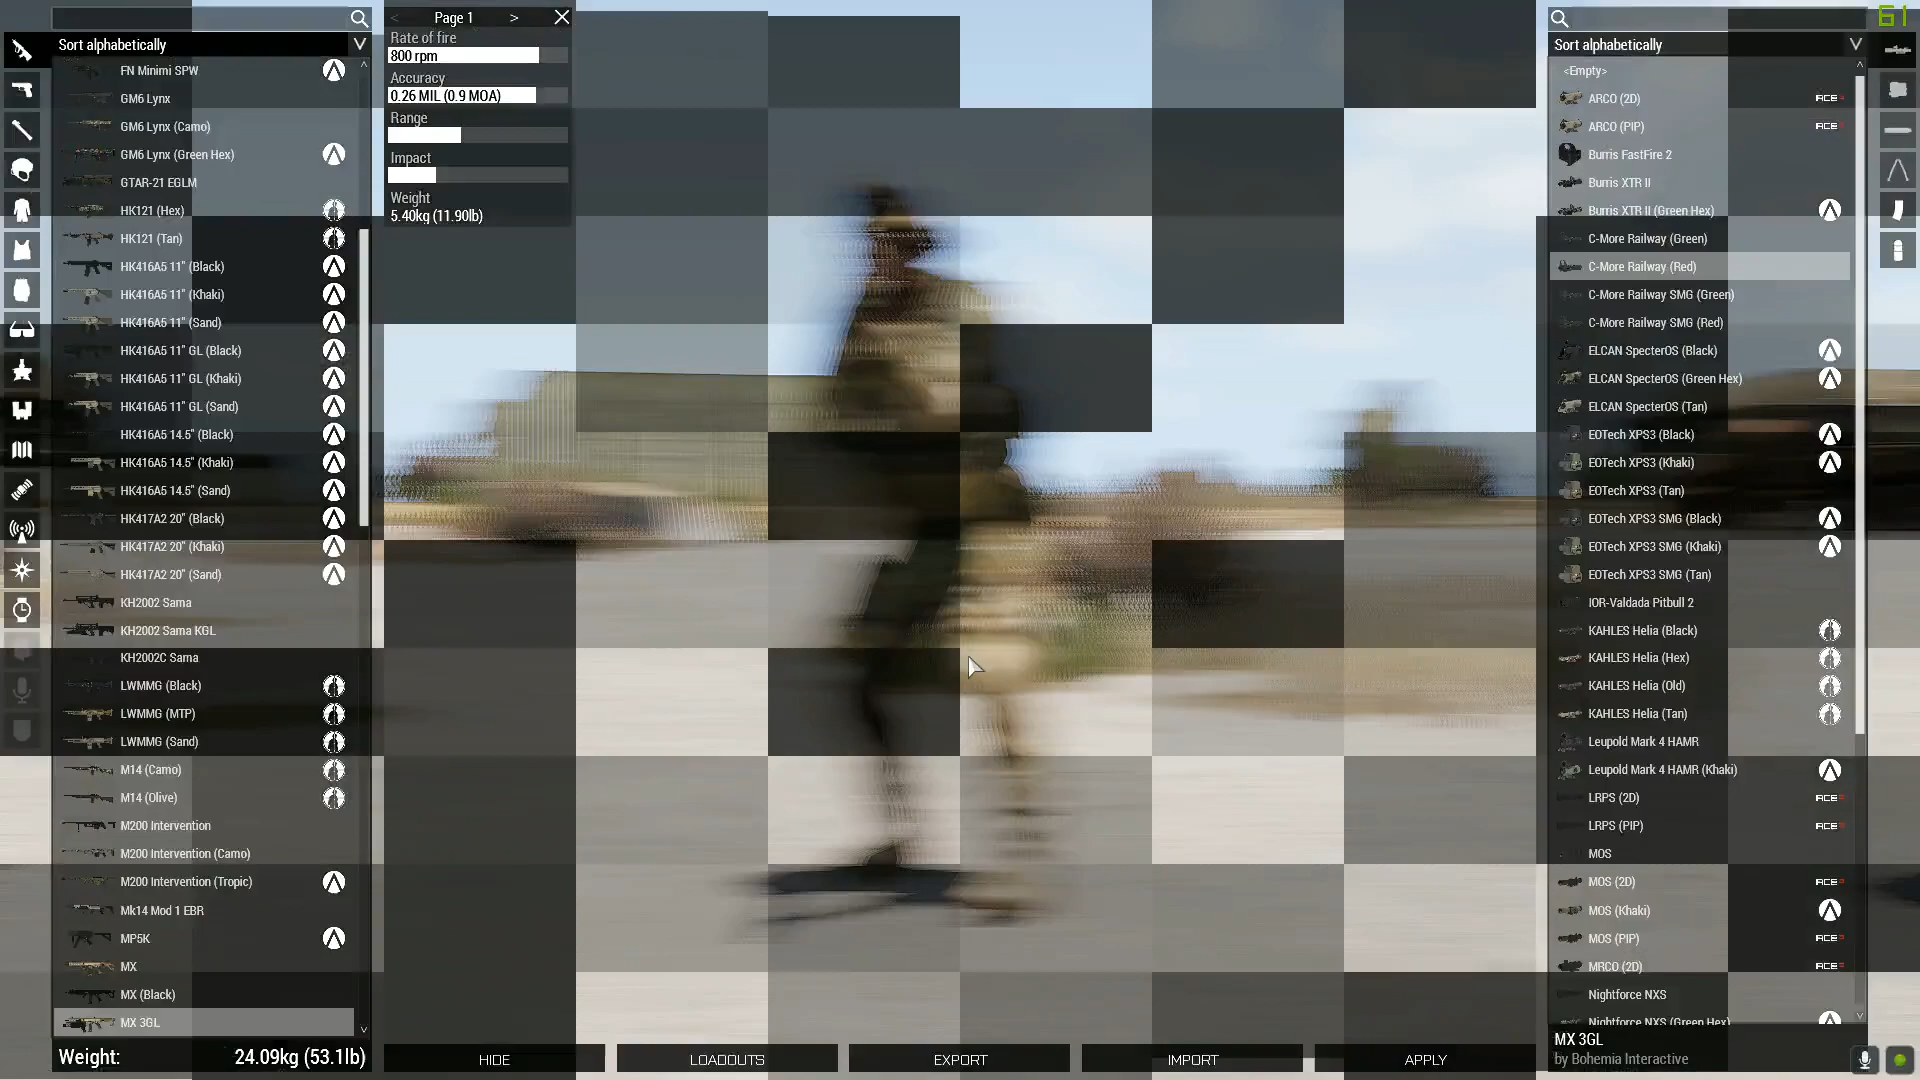 Sort alphabetically
FN Minimi SPW
GM6 Lynx
GM6 Lynx (Camo)
GM6 Lynx (Green Hex)
GTAR-21 EGLM
HK121 (Hex)
HK121 (Tan)
HK416A5 11" (Black)
HK416A5 11" (Khaki)
HK416A5 11" (Sand)
HK416A5 11" GL (Black)
HK416A5 11" GL (Khaki)
HK416A5 11" GL (Sand)
HK416A5 14.5" (Black)
HK416A5 14.5" (Khaki)
HK416A5 14.5" (Sand)
HK417A2 20" (Black)
HK417A2 20" (Khaki)
HK417A2 20" (Sand)
KH2002 Sama
KH2002 Sama KGL
KH2002C Sama
LWMMG (Black)
LWMMG (MTP)
LWMMG (Sand)
M14 (Camo)
M14 (Olive)
M200 Intervention
M200 Intervention (Camo)
M200 Intervention (Tropic)
Mk14 Mod 1 EBR
MP5K
MX
MX (Black)
MX 3GL
Weight: 24.09kg (53.1lb)
< Page 1 >
Rate of fire
800 rpm
Accuracy
0.26 MIL (0.9 MOA)
Range
Impact
Weight
5.40kg (11.90lb)
HIDE
LOADOUTS
EXPORT
IMPORT
APPLY
61
Sort alphabetically
<Empty>
ARCO (2D) ACE
ARCO (PIP) ACE
Burris FastFire 2
Burris XTR II
Burris XTR II (Green Hex)
C-More Railway (Green)
C-More Railway (Red)
C-More Railway SMG (Green)
C-More Railway SMG (Red)
ELCAN SpecterOS (Black)
ELCAN SpecterOS (Green Hex)
ELCAN SpecterOS (Tan)
EOTech XPS3 (Black)
EOTech XPS3 (Khaki)
EOTech XPS3 (Tan)
EOTech XPS3 SMG (Black)
EOTech XPS3 SMG (Khaki)
EOTech XPS3 SMG (Tan)
IOR-Valdada Pitbull 2
KAHLES Helia (Black)
KAHLES Helia (Hex)
KAHLES Helia (Old)
KAHLES Helia (Tan)
Leupold Mark 4 HAMR
Leupold Mark 4 HAMR (Khaki)
LRPS (2D) ACE
LRPS (PIP) ACE
MOS
MOS (2D) ACE
MOS (Khaki)
MOS (PIP) ACE
MRCO (2D) ACE
Nightforce NXS
Nightforce NXS (Green Hex)
MX 3GL
by Bohemia Interactive